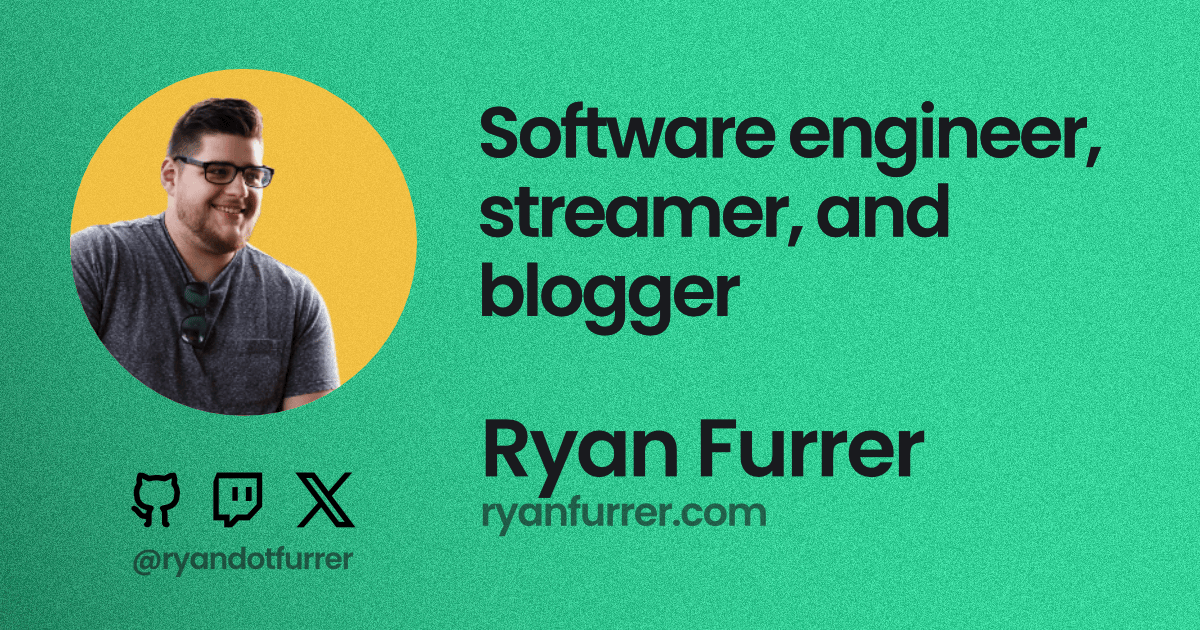 Software engineer,
streamer, and
blogger
Ryan Furrer
ryanfurrer.com
@ryandotfurrer